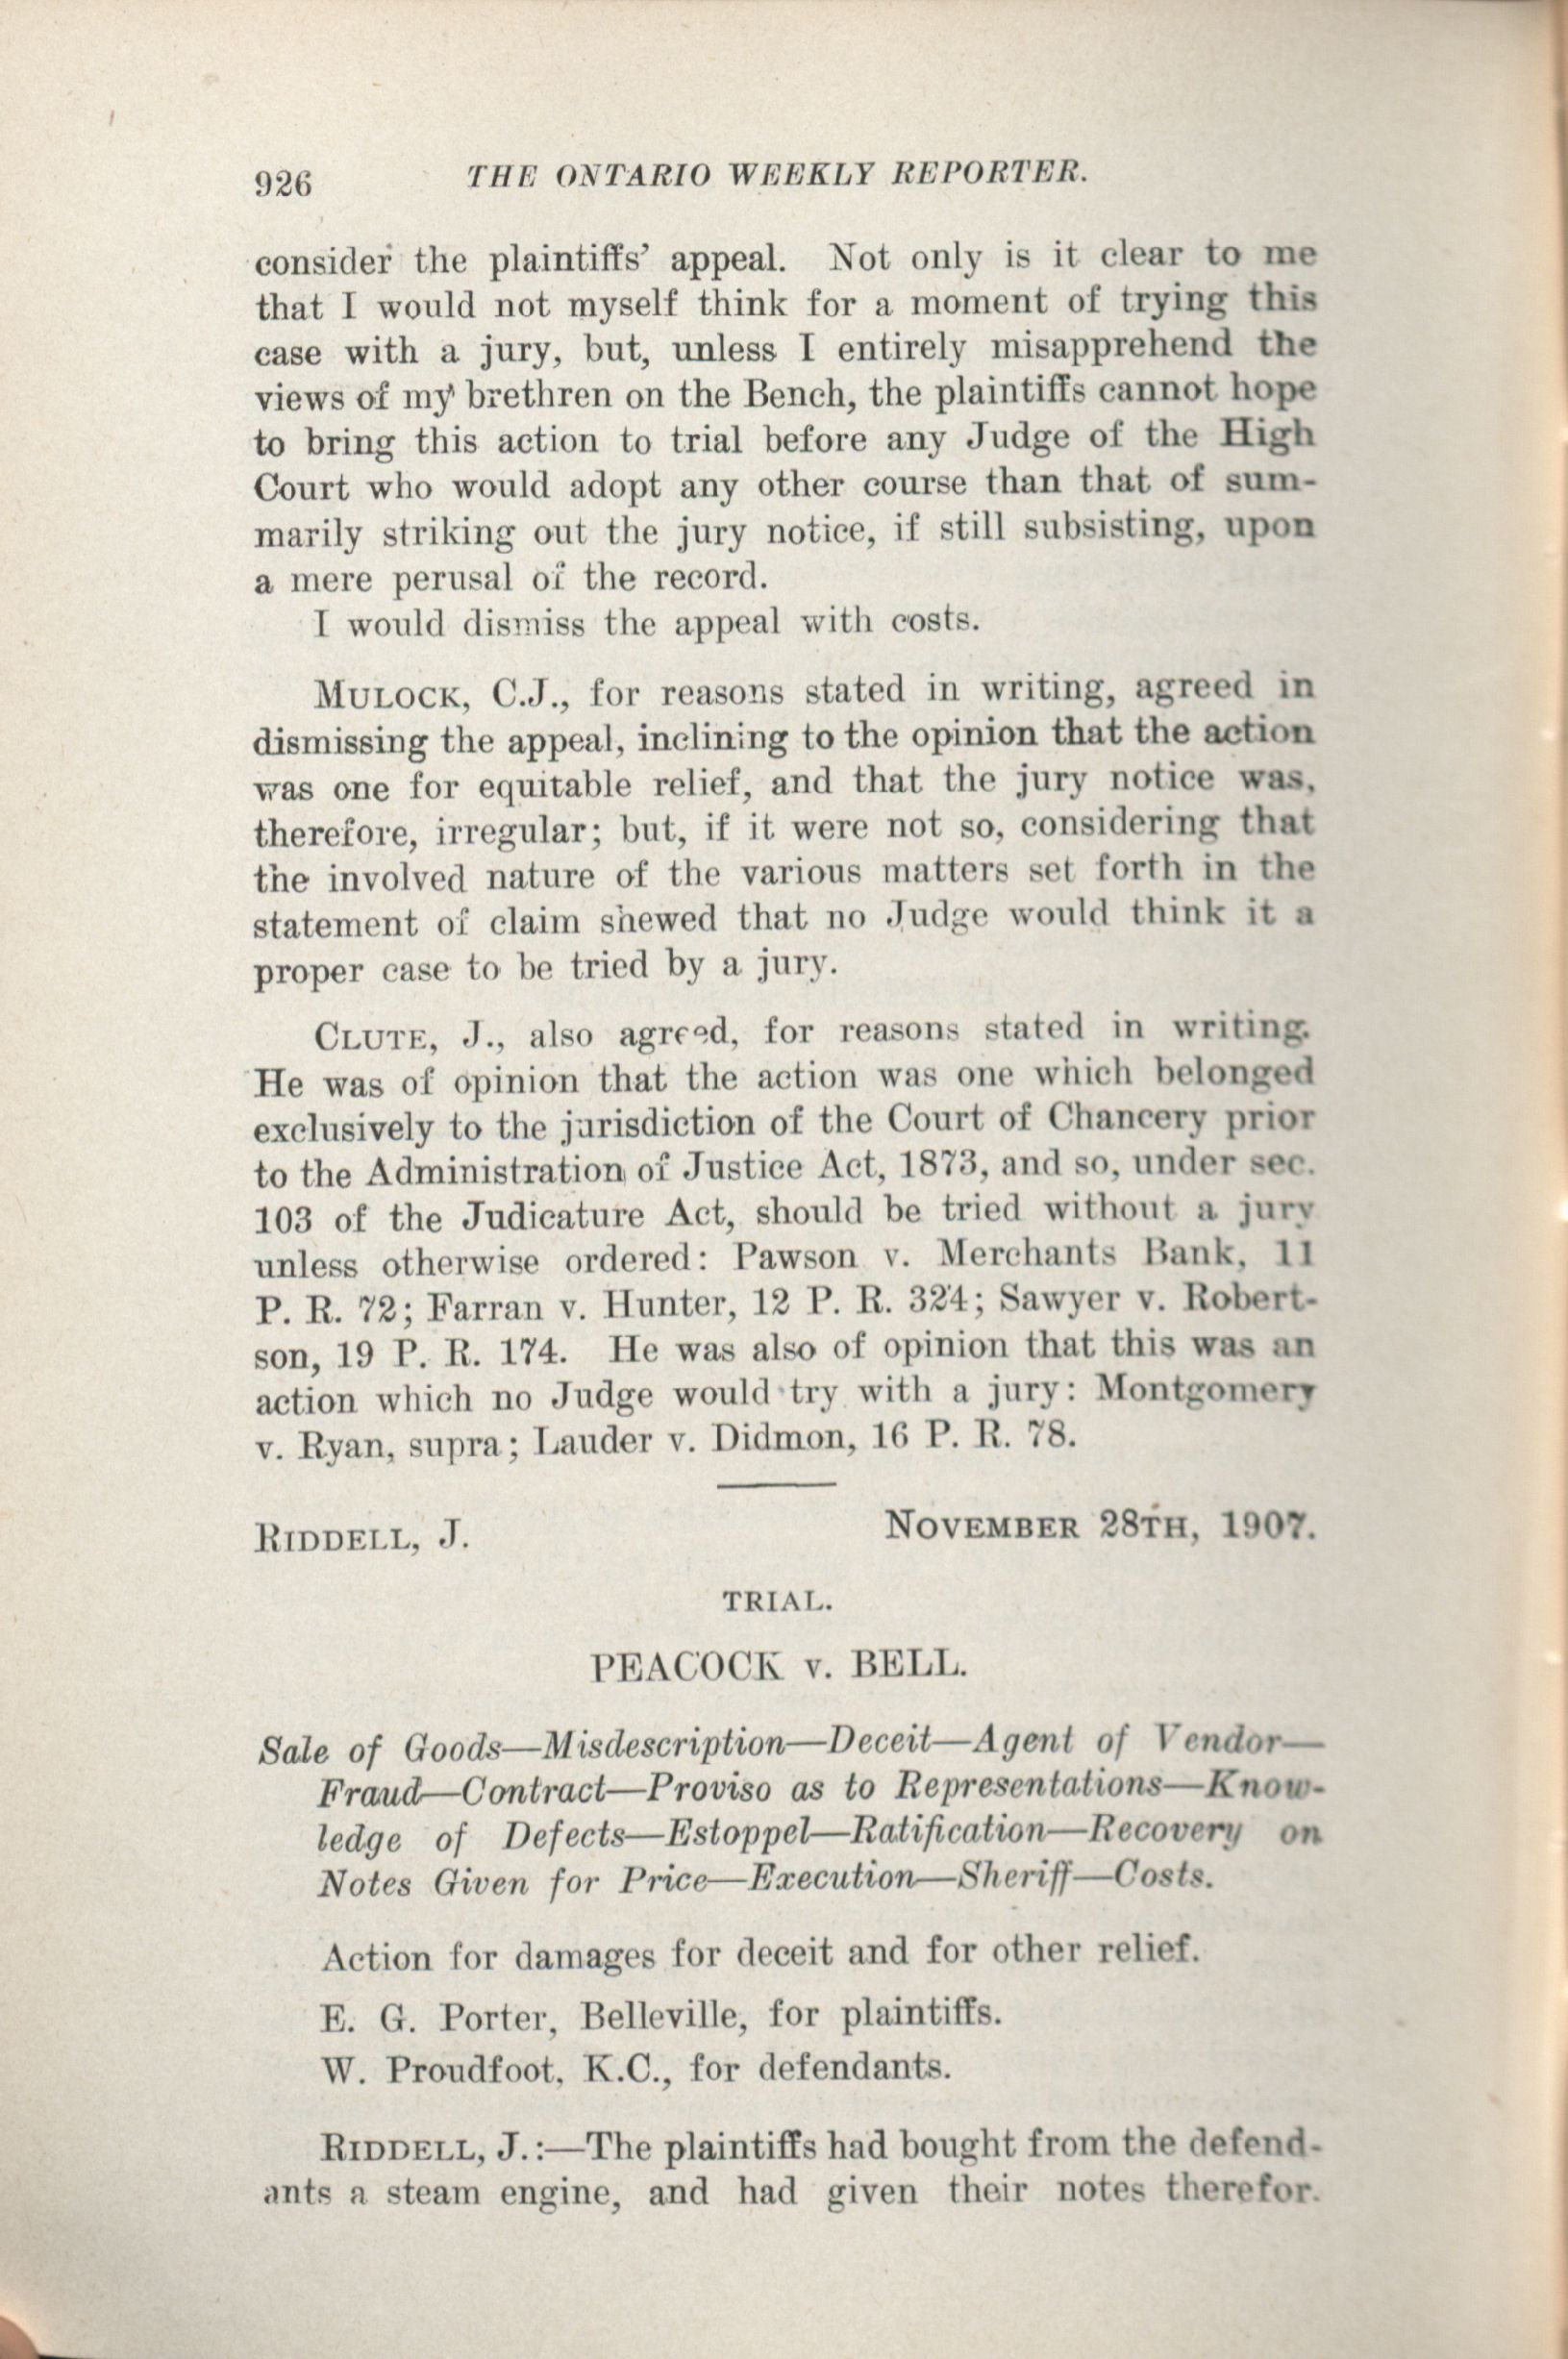 926 THE ONTARIO WEEKLY REPORTER.
consider the plaintiffs' appeal. Not only is it clear to me
that I would not myself think for a moment of trying this
case with a jury, but, unless I entirely misapprehend the
views of my brethren on the Bench, the plaintiffs cannot hope
to bring this action to trial before any Judge of the High
Court who would adopt any other course than that of sum-
marily striking out the jury notice, if still subsisting, upon
a mere perusal of the record.
I would dismiss the appeal with costs.
MULOCK, C.J., for reasons stated in writing, agreed in
dismissing the appeal, inclining to the opinion that the action
was one for equitable relief, and that the jury notice was,
therefore, irregular; but, if it were not so, considering that
the involved nature of the various matters set forth in the
statement of claim shewed that no Judge would think it a
proper case to be tried by a jury.
CLUTE, J., also agreed, for reasons stated in writing.
He was of opinion that the action was one which belonged
exclusively to the jurisdiction of the Court of Chancery prior
to the Administration of Justice Act, 1873, and so, under sec.
103 of the Judicature Act, should be tried without a jury
unless otherwise ordered: Pawson v. Merchants Bank, 11
P. R. 72; Farran v. Hunter, 12 P. R. 324; Sawyer v. Robert-
son, 19 P. R. 174. He was also of opinion that this was an
action which no Judge would try with a jury: Montgomery
v. Ryan, supra; Lauder v. Didmon, 16 P. R. 78.
RIDDELL, J. NOVEMBER 28TH, 1907.
TRIAL.
PEACOCK v. BELL.
Sale of Goods—Misdescription—Deceit—Agent of Vendor—
Fraud—Contract—Proviso as to Representations—Know-
ledge of Defects—Estoppel—Ratification—Recovery on
Notes Given for Price—Execution—Sheriff—Costs.
Action for damages for deceit and for other relief.
E. G. Porter, Belleville, for plaintiffs.
W. Proudfoot, K.C., for defendants.
RIDDELL, J.:—The plaintiffs had bought from the defend-
ants a steam engine, and had given their notes therefor.